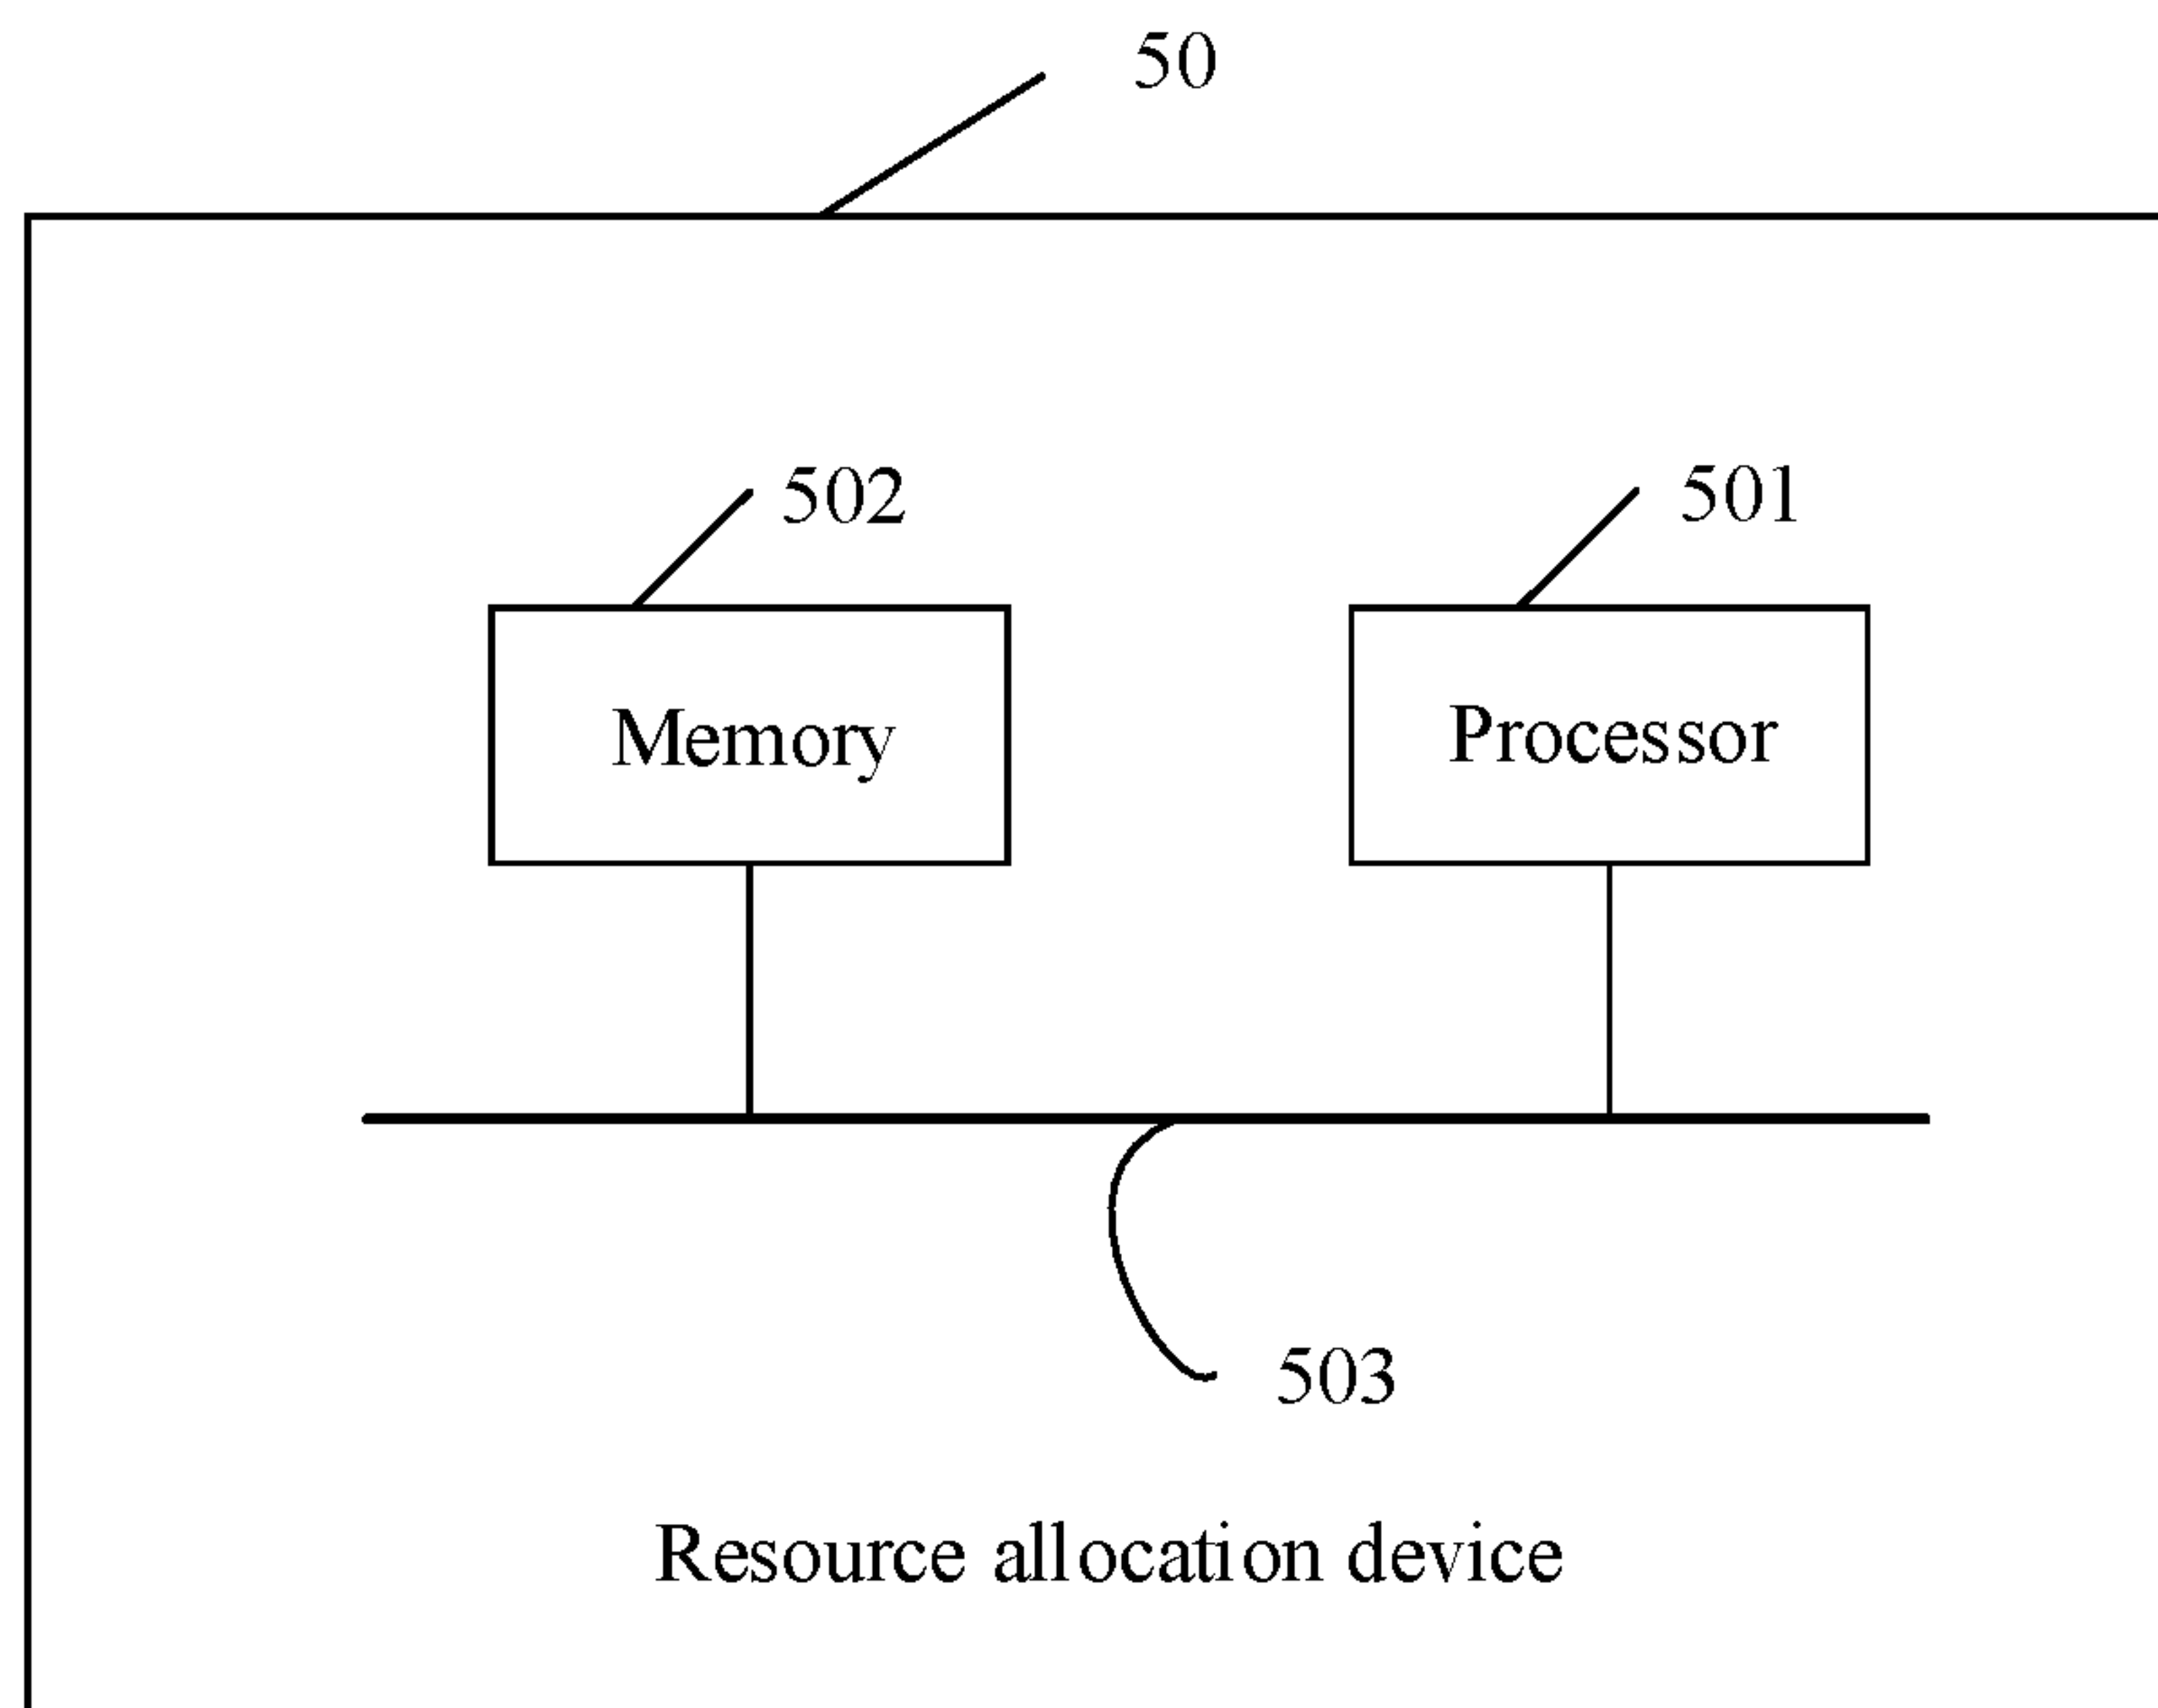 50
502
501
Memory
Processor
503
Resource allocation device